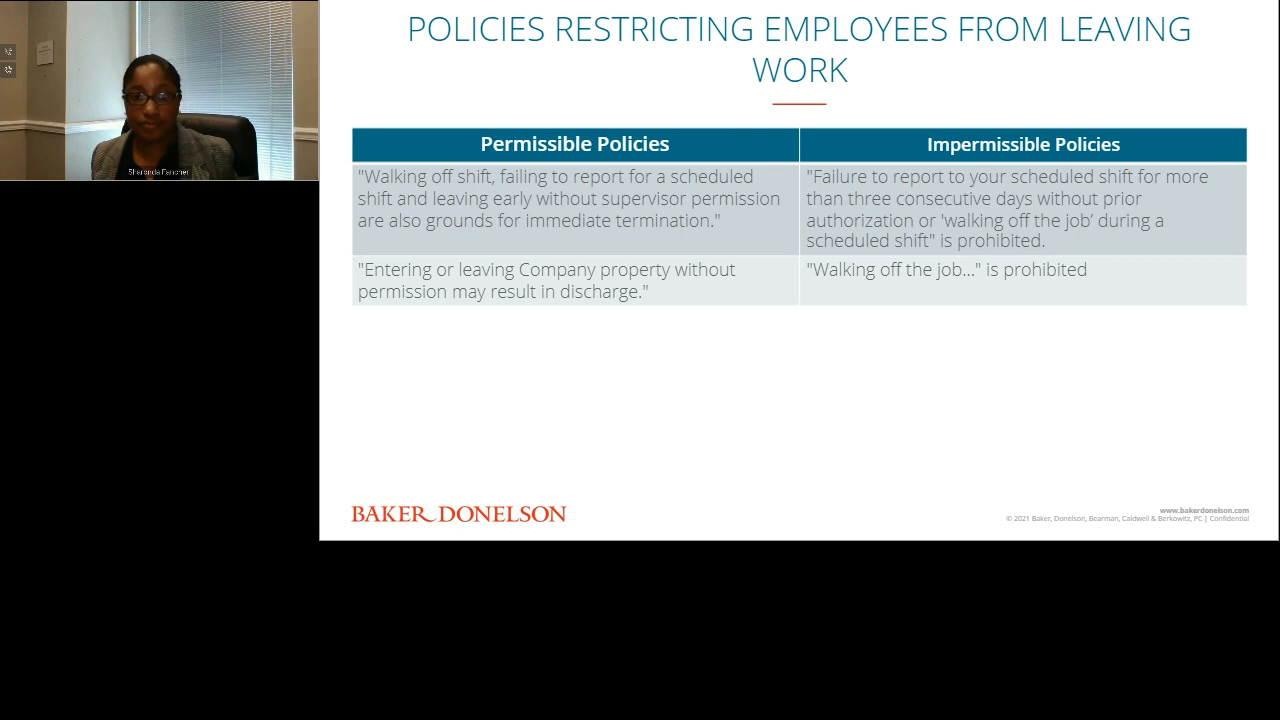 POLICIES RESTRICTING EMPLOYEES FROM LEAVING
WORK
Permissible Policies
Impermissible Policies
"Walking off shift, failing to report for a scheduled
shift and leaving early without supervisor permission
are also grounds for immediate termination."
"Failure to report to your scheduled shift for more
than three consecutive days without prior
authorization or 'walking off the job’ during a
scheduled shift" is prohibited.
"Entering or leaving Company property without
permission may result in discharge."
"Walking off the job…" is prohibited
Sharonda Fancher
BAKER DONELSON
www.bakerdonelson.com
© 2021 Baker, Donelson, Bearman, Caldwell & Berkowitz, PC | Confidential